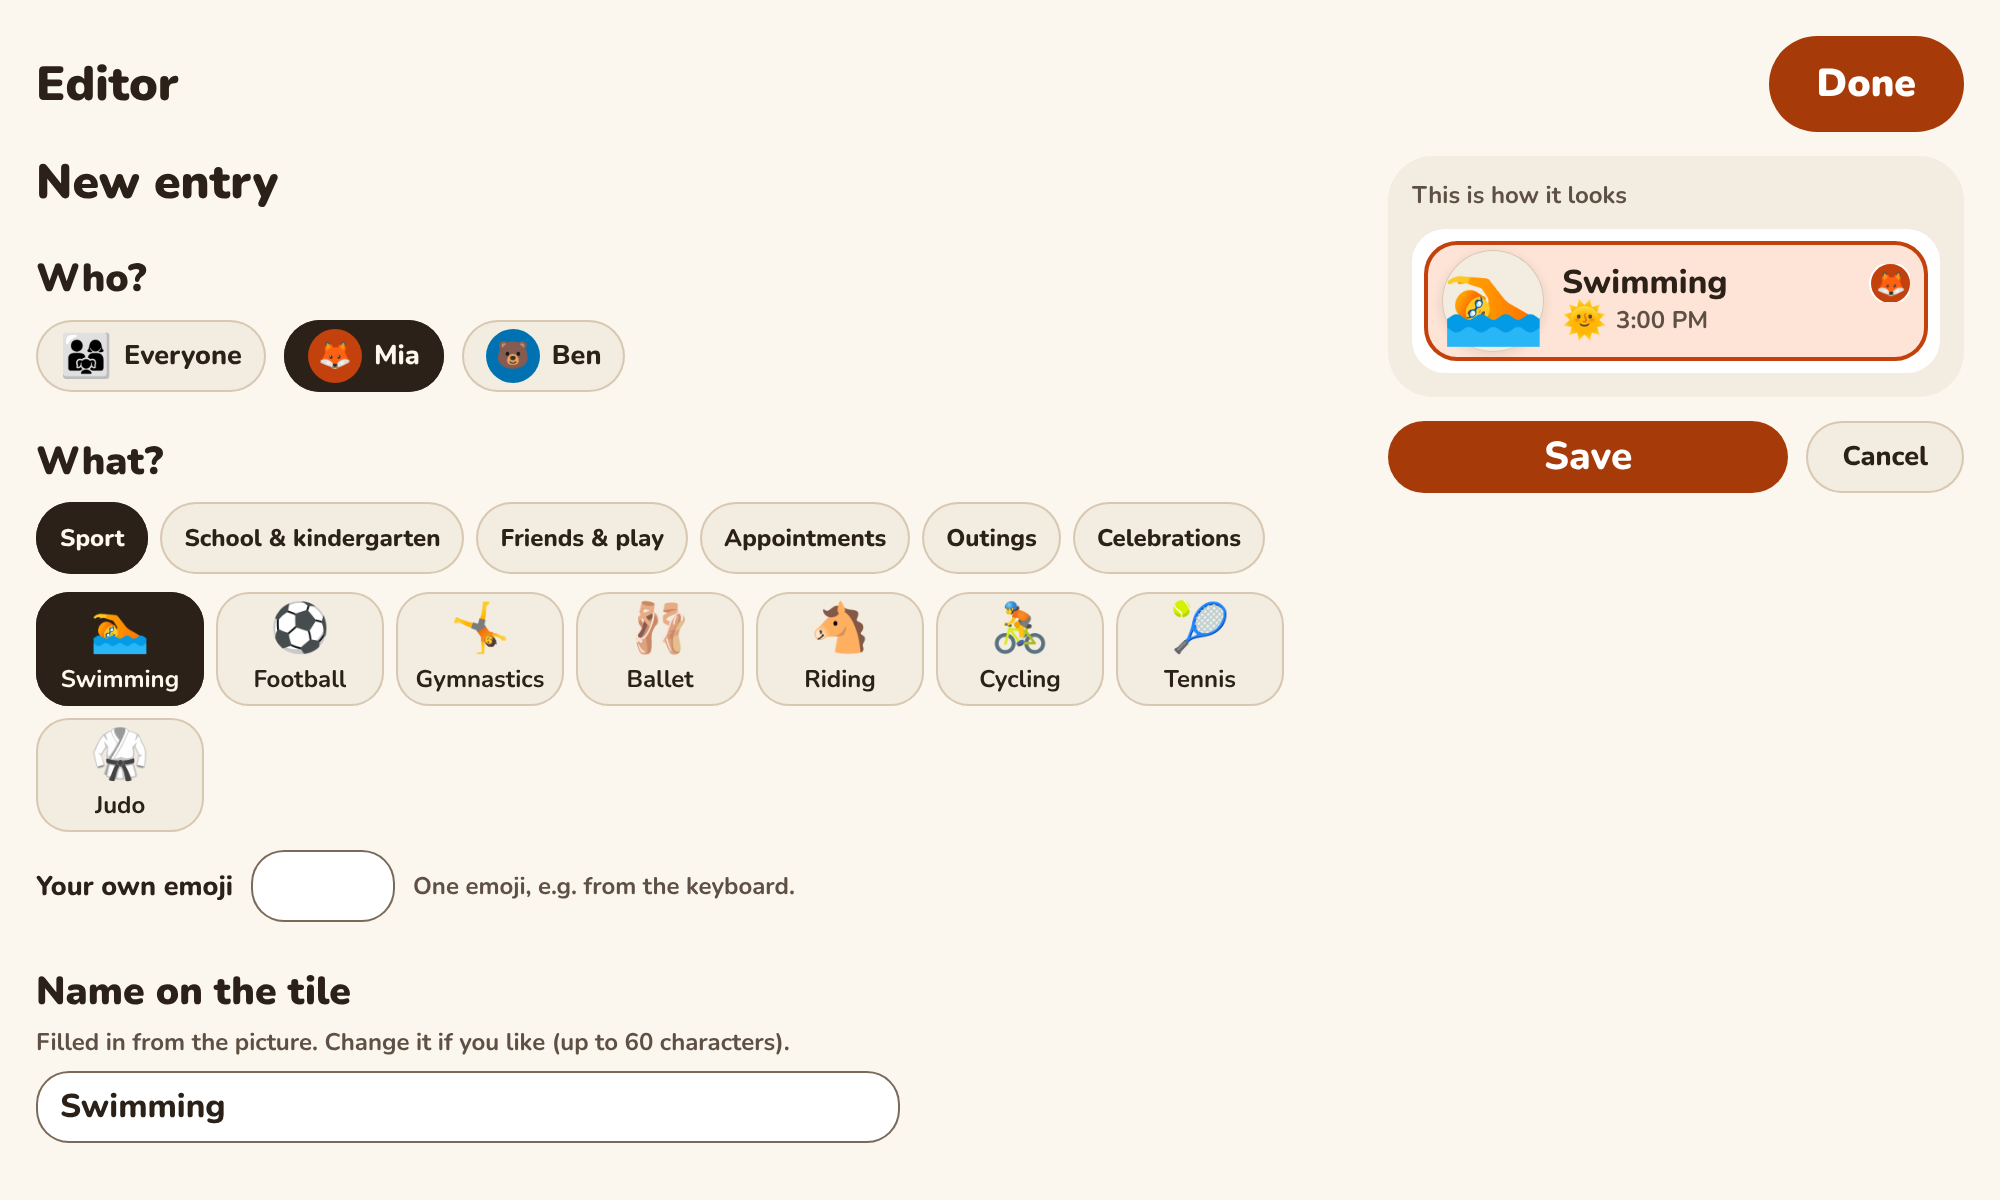 Editor
Done
New entry
This is how it looks
Swimming
3:00 PM
Save
Cancel
Who?
Everyone
Mia
Ben
What?
Sport
School & kindergarten
Friends & play
Appointments
Outings
Celebrations
Swimming
Football
Gymnastics
Ballet
Riding
Cycling
Tennis
Judo
Your own emoji
One emoji, e.g. from the keyboard.
Name on the tile
Filled in from the picture. Change it if you like (up to 60 characters).
Swimming